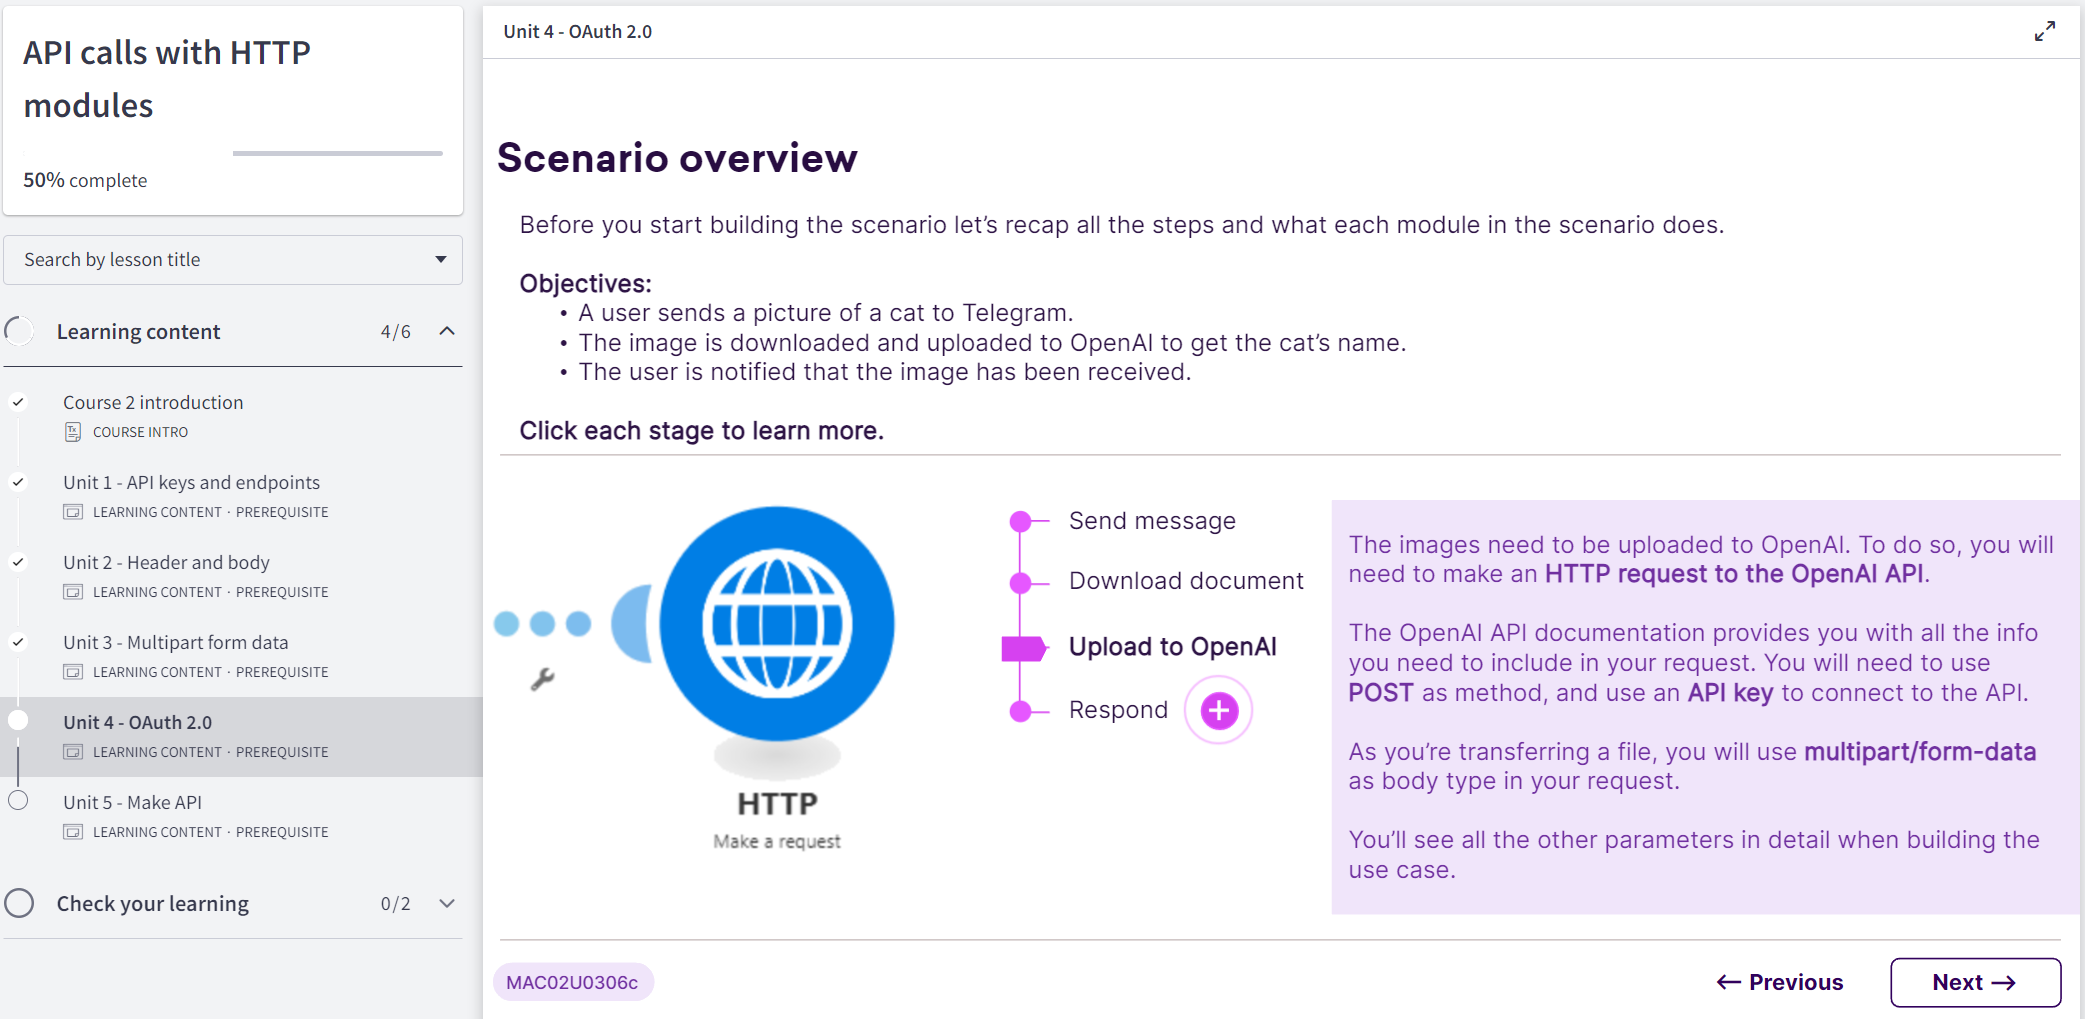 API calls with HTTP
modules
50% complete
Search by lesson title
Learning content 4/6
Course 2 introduction
COURSE INTRO
Unit 1 - API keys and endpoints
LEARNING CONTENT · PREREQUISITE
Unit 2 - Header and body
LEARNING CONTENT · PREREQUISITE
Unit 3 - Multipart form data
LEARNING CONTENT · PREREQUISITE
Unit 4 - OAuth 2.0
LEARNING CONTENT · PREREQUISITE
Unit 5 - Make API
LEARNING CONTENT · PREREQUISITE
Check your learning 0/2
Unit 4 - OAuth 2.0
Scenario overview
Before you start building the scenario let’s recap all the steps and what each module in the scenario does.
Objectives:
• A user sends a picture of a cat to Telegram.
• The image is downloaded and uploaded to OpenAI to get the cat’s name.
• The user is notified that the image has been received.
Click each stage to learn more.
HTTP
Make a request
Send message
Download document
Upload to OpenAI
Respond
The images need to be uploaded to OpenAI. To do so, you will
need to make an HTTP request to the OpenAI API.
The OpenAI API documentation provides you with all the info
you need to include in your request. You will need to use
POST as method, and use an API key to connect to the API.
As you’re transferring a file, you will use multipart/form-data
as body type in your request.
You’ll see all the other parameters in detail when building the
use case.
MAC02U0306c
← Previous
Next →